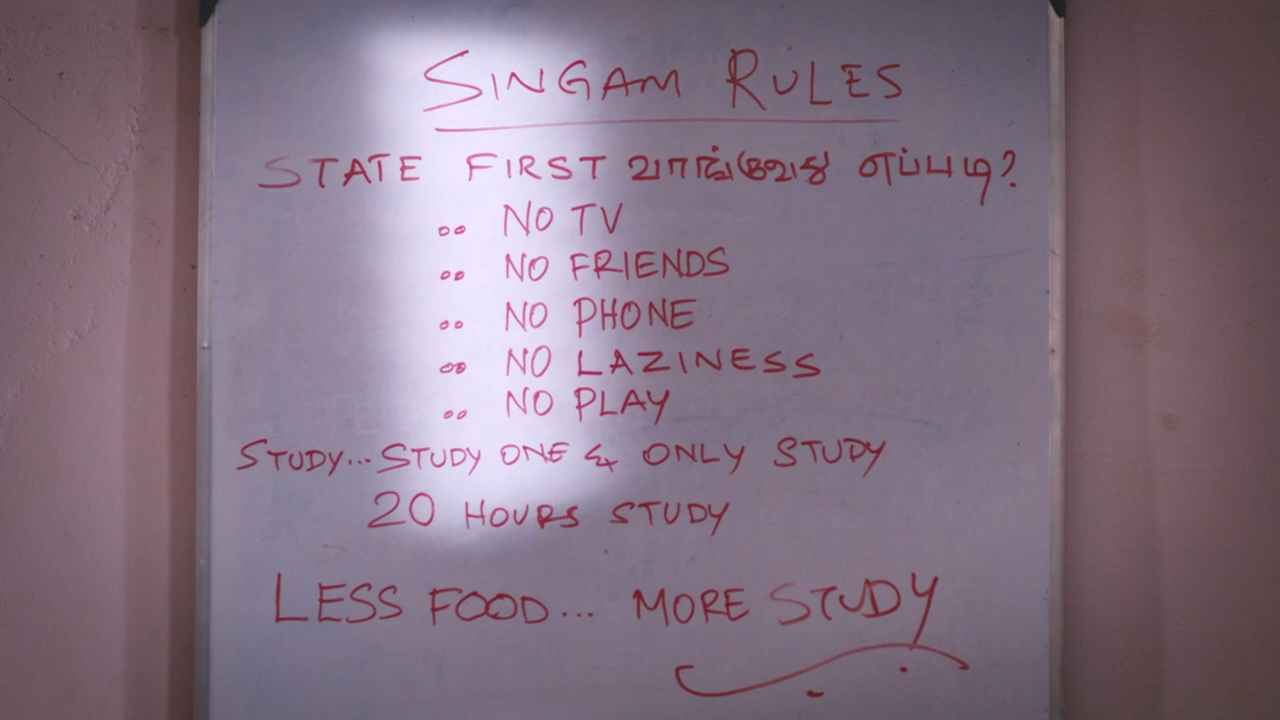 SINGAM RULES
STATE FIRST வாங்குவது எப்படி?
.. NO TV
.. NO FRIENDS
.. NO PHONE
.. NO LAZINESS
.. NO PLAY
STUDY... STUDY ONE & ONLY STUDY
20 HOURS STUDY
LESS FOOD... MORE STUDY